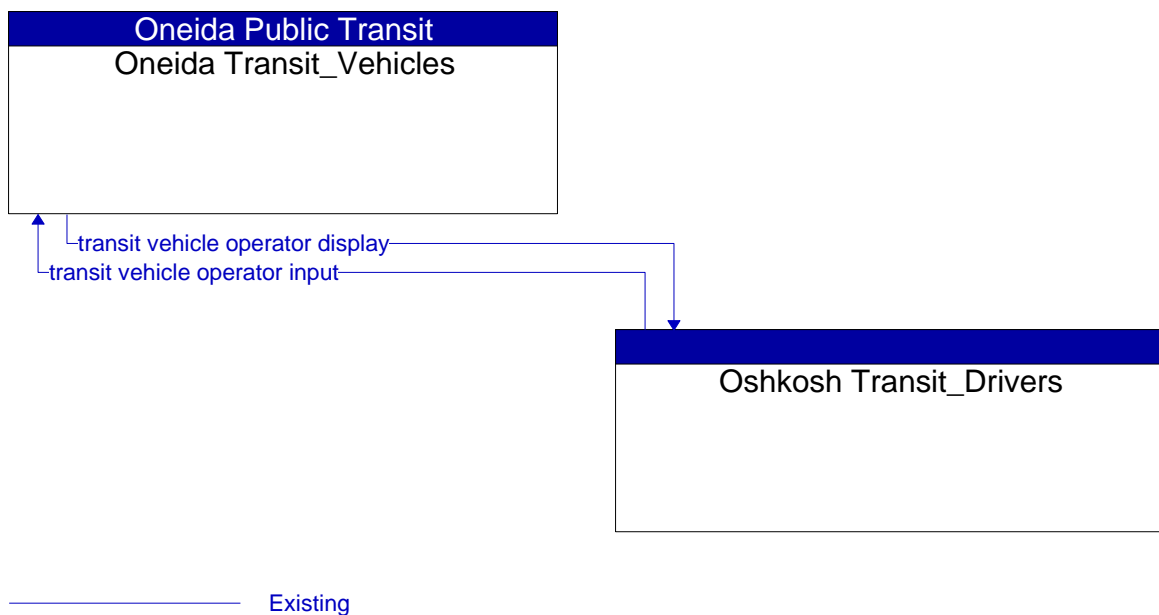 Oneida Public Transit
Oneida Transit_Vehicles
transit vehicle operator display
transit vehicle operator input
Oshkosh Transit_Drivers
Existing